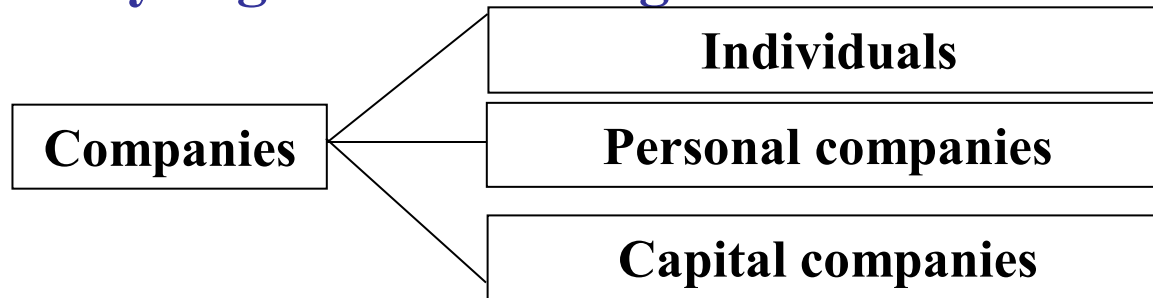 Individuals
Companies
Personal companies
Capital companies